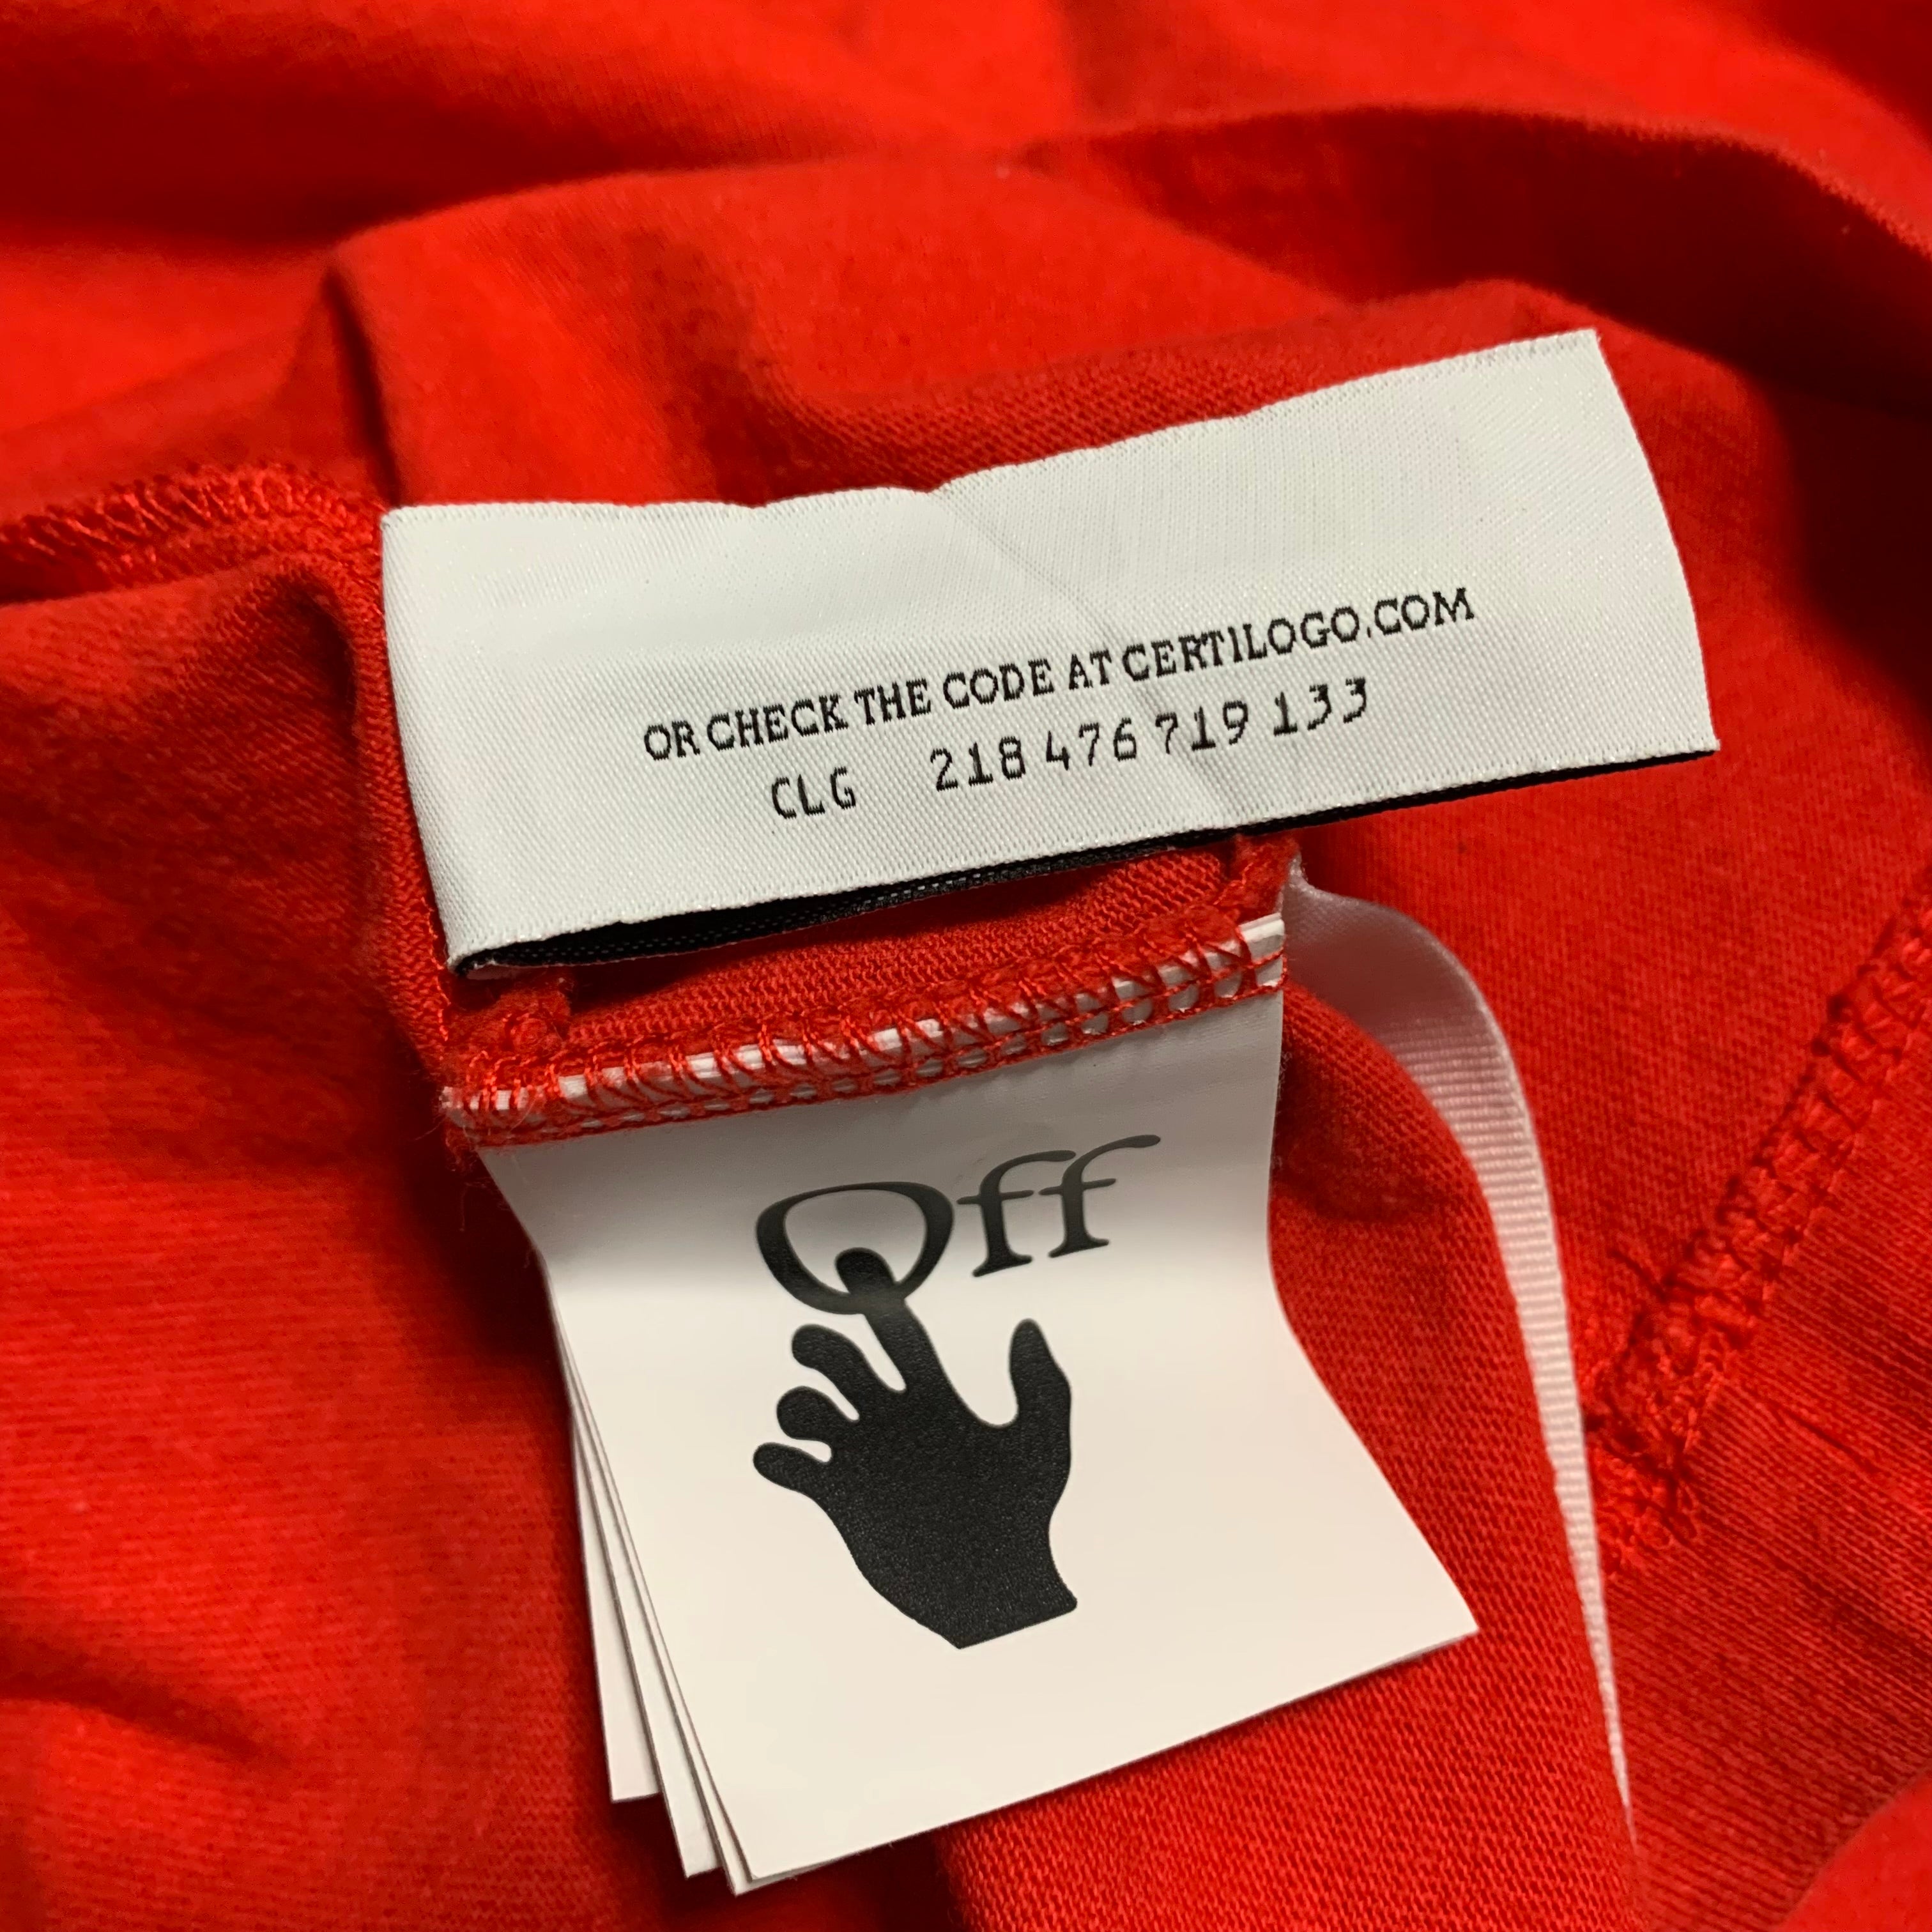 OR CHECK THE CODE AT CERTILOGO.COM
CLG 218 476 719 133
Off